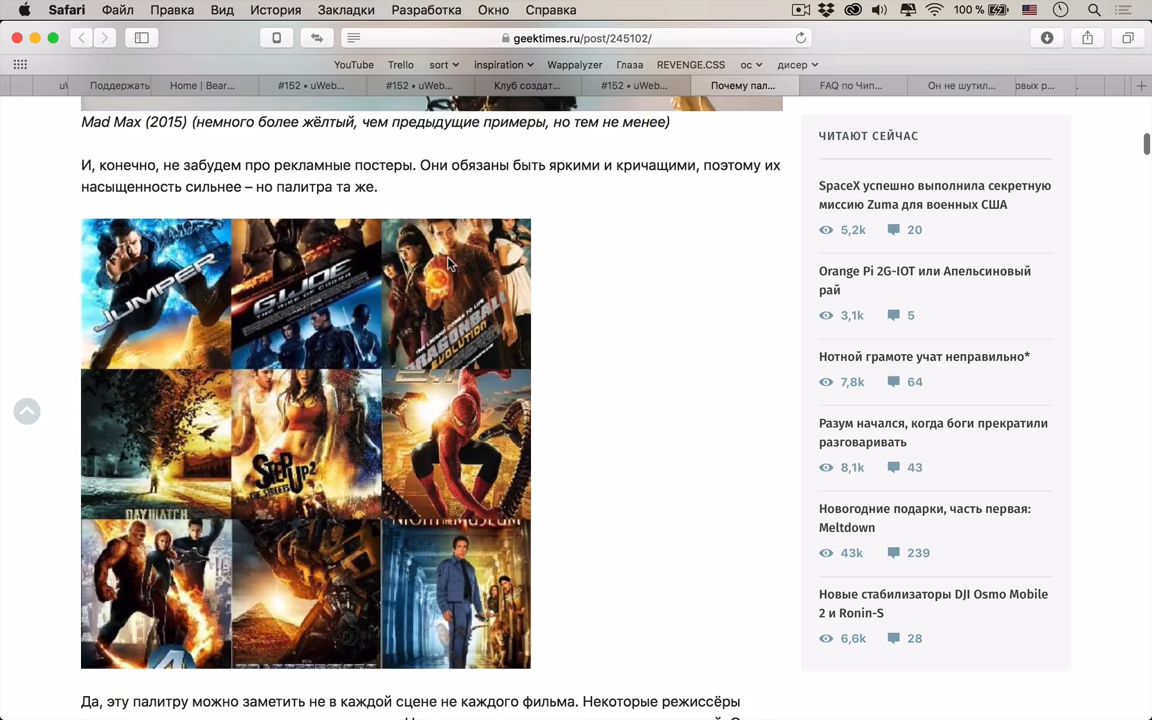 Safari Файл Правка Вид История Закладки Разработка Окно Справка 100 %
geektimes.ru/post/245102/
YouTube Trello sort inspiration Wappalyzer Глаза REVENGE.CSS ос дисер
Поддержать Home | Bear... #152 • uWeb... #152 • uWeb... Клуб создат... #152 • uWeb... Почему пал... FAQ по Чип... Он не шутил...
Mad Max (2015) (немного более жёлтый, чем предыдущие примеры, но тем не менее)
И, конечно, не забудем про рекламные постеры. Они обязаны быть яркими и кричащими, поэтому их
насыщенность сильнее – но палитра та же.
JUMPER
G.I.JOE
THE RISE OF COBRA
DRAGONBALL
EVOLUTION
DAYWATCH
STEP UP 2
THE STREETS
NIGHT AT THE MUSEUM
4
Да, эту палитру можно заметить не в каждой сцене не каждого фильма. Некоторые режиссёры
ЧИТАЮТ СЕЙЧАС
SpaceX успешно выполнила секретную
миссию Zuma для военных США
5,2k 20
Orange Pi 2G-IOT или Апельсиновый
рай
3,1k 5
Нотной грамоте учат неправильно*
7,8k 64
Разум начался, когда боги прекратили
разговаривать
8,1k 43
Новогодние подарки, часть первая:
Meltdown
43k 239
Новые стабилизаторы DJI Osmo Mobile
2 и Ronin-S
6,6k 28